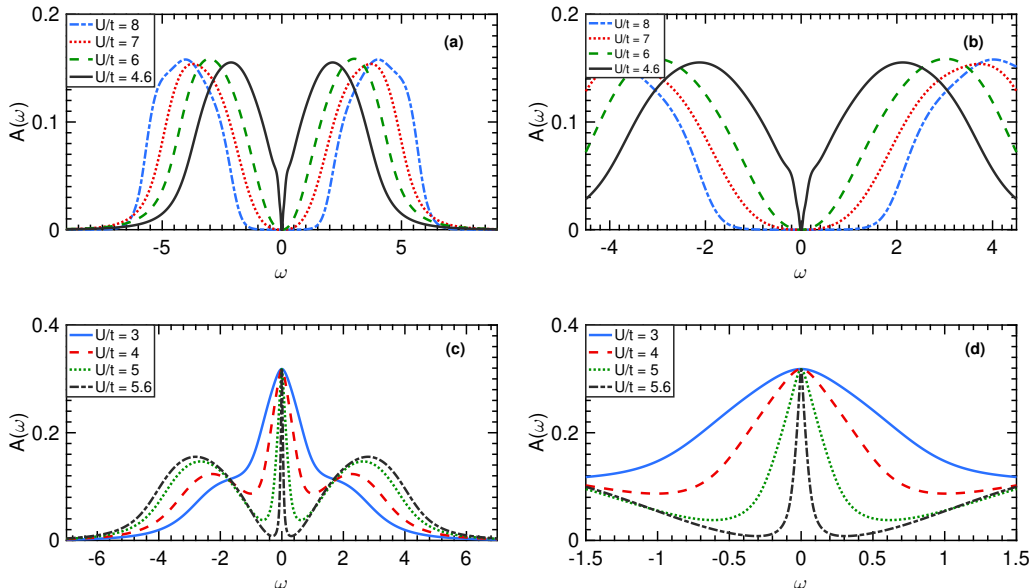 0.2
0.1
0
A(ω)
U/t = 8
U/t = 7
U/t = 6
U/t = 4.6
(a)
-5
0
5
ω
0.2
0.1
0
A(ω)
U/t = 8
U/t = 7
U/t = 6
U/t = 4.6
(b)
-4
-2
0
2
4
ω
0.4
0.2
0
A(ω)
U/t = 3
U/t = 4
U/t = 5
U/t = 5.6
(c)
-6
-4
-2
0
2
4
6
ω
0.4
0.2
0
A(ω)
U/t = 3
U/t = 4
U/t = 5
U/t = 5.6
(d)
-1.5
-1.0
-0.5
0
0.5
1.0
1.5
ω